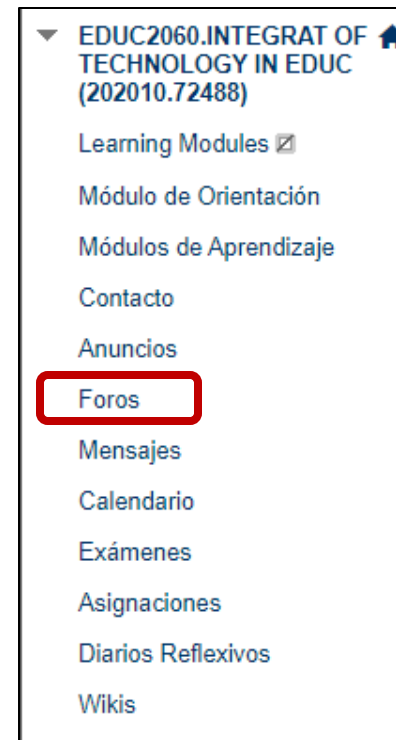 EDUC2060.INTEGRAT OF
TECHNOLOGY IN EDUC
(202010.72488)
Learning Modules
Módulo de Orientación
Módulos de Aprendizaje
Contacto
Anuncios
Foros
Mensajes
Calendario
Exámenes
Asignaciones
Diarios Reflexivos
Wikis